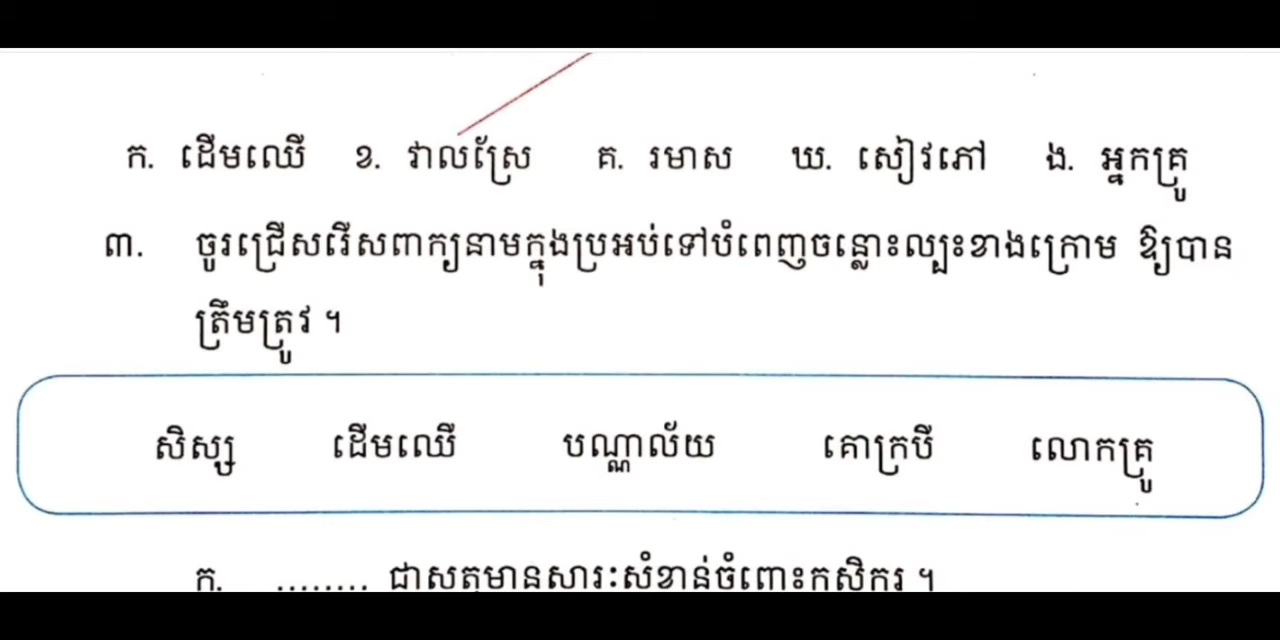 ក. ដើមឈើ ខ. វាលស្រែ គ. រមាស ឃ. សៀវភៅ ង. អ្នកគ្រូ
៣. ចូរជ្រើសរើសពាក្យនាមក្នុងប្រអប់ទៅបំពេញចន្លោះល្បះខាងក្រោម ឱ្យបាន
ត្រឹមត្រូវ ។
សិស្ស ដើមឈើ បណ្ណាល័យ គោក្របី លោកគ្រូ
ក. ........ ជាសត្វមានសារៈសំខាន់ចំពោះកសិករ ។